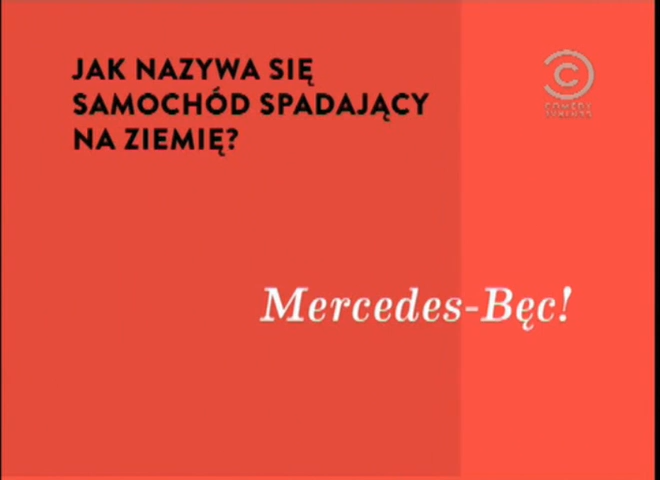 JAK NAZYWA SIĘ
SAMOCHÓD SPADAJĄCY
NA ZIEMIĘ?
COMEDY
Mercedes-Bęc!